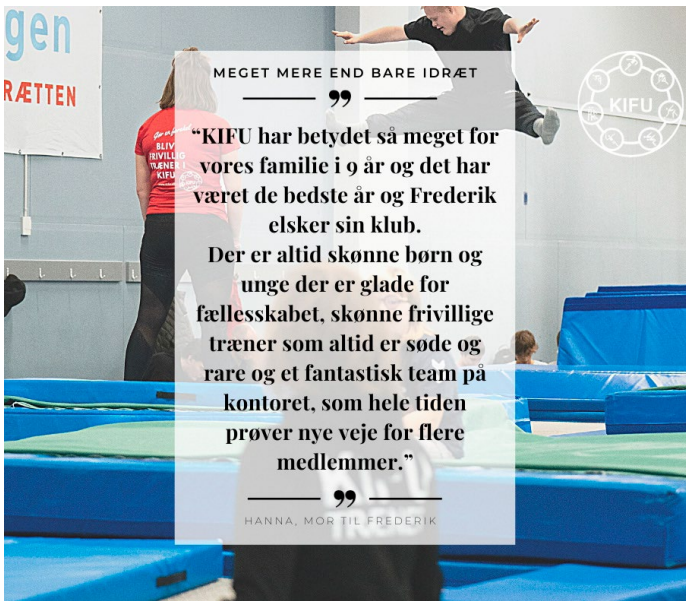 gen
RÆTTEN
BLIV
FRIVILLIG
TRÆNER I
KIFU
KIFU
MEGET MERE END BARE IDRÆT
”
“KIFU har betydet så meget for
vores familie i 9 år og det har
været de bedste år og Frederik
elsker sin klub.
Der er altid skønne børn og
unge der er glade for
fællesskabet, skønne frivillige
træner som altid er søde og
rare og et fantastisk team på
kontoret, som hele tiden
prøver nye veje for flere
medlemmer.”
”
HANNA, MOR TIL FREDERIK